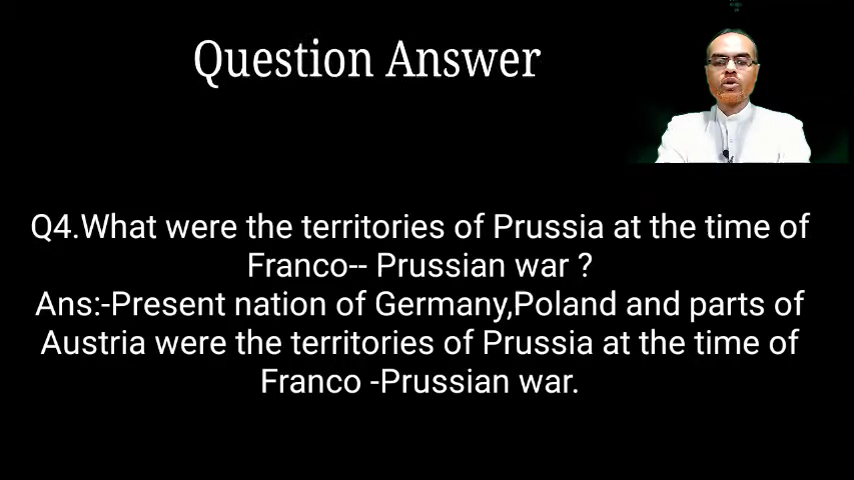 Question Answer
Q4.What were the territories of Prussia at the time of
Franco-- Prussian war ?
Ans:-Present nation of Germany,Poland and parts of
Austria were the territories of Prussia at the time of
Franco -Prussian war.